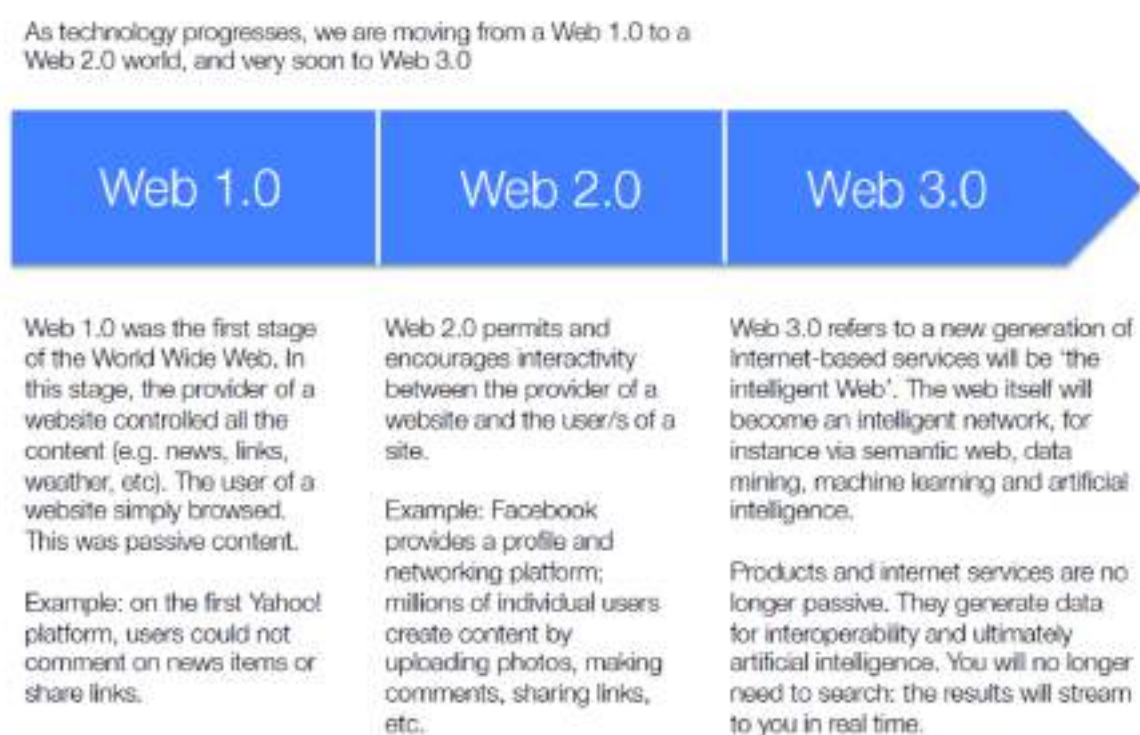 As technology progresses, we are moving from a Web 1.0 to a
Web 2.0 world, and very soon to Web 3.0
Web 1.0
Web 2.0
Web 3.0
Web 1.0 was the first stage
of the World Wide Web. In
this stage, the provider of a
website controlled all the
content (e.g. news, links,
weather, etc). The user of a
website simply browsed.
This was passive content.
Example: on the first Yahoo!
platform, users could not
comment on news items or
share links.
Web 2.0 permits and
encourages interactivity
between the provider of a
website and the user/s of a
site.
Example: Facebook
provides a profile and
networking platform;
millions of individual users
create content by
uploading photos, making
comments, sharing links,
etc.
Web 3.0 refers to a new generation of
Internet-based services will be 'the
intelligent Web'. The web itself will
become an intelligent network, for
instance via semantic web, data
mining, machine learning and artificial
intelligence.
Products and internet services are no
longer passive. They generate data
for interoperability and ultimately
artificial intelligence. You will no longer
need to search: the results will stream
to you in real time.